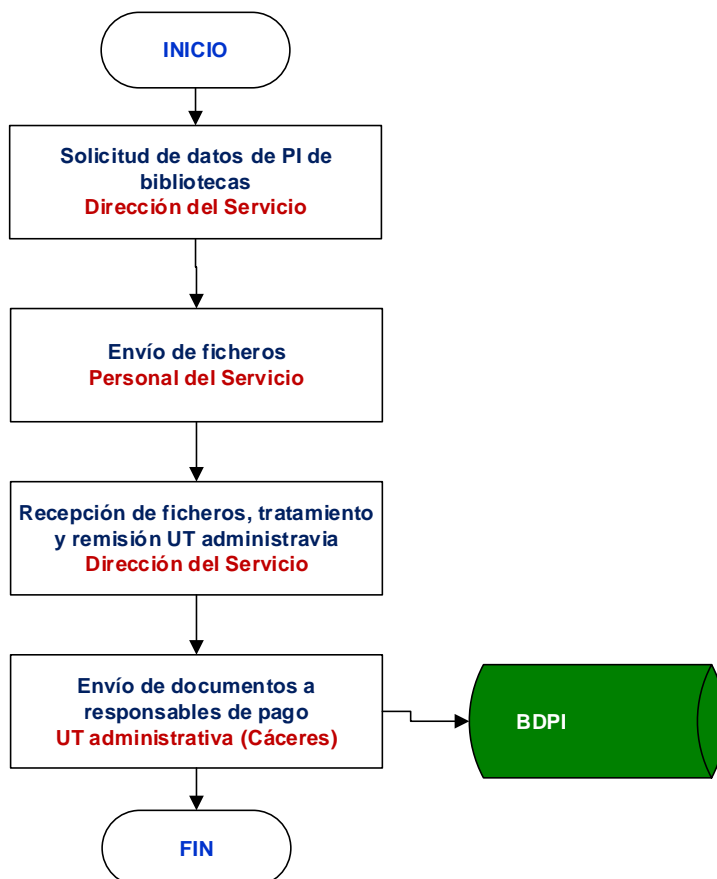 INICIO
Solicitud de datos de PI de
bibliotecas
Dirección del Servicio
Envío de ficheros
Personal del Servicio
Recepción de ficheros, tratamiento
y remisión UT administravia
Dirección del Servicio
Envío de documentos a
responsables de pago
UT administrativa (Cáceres)
BDPI
FIN